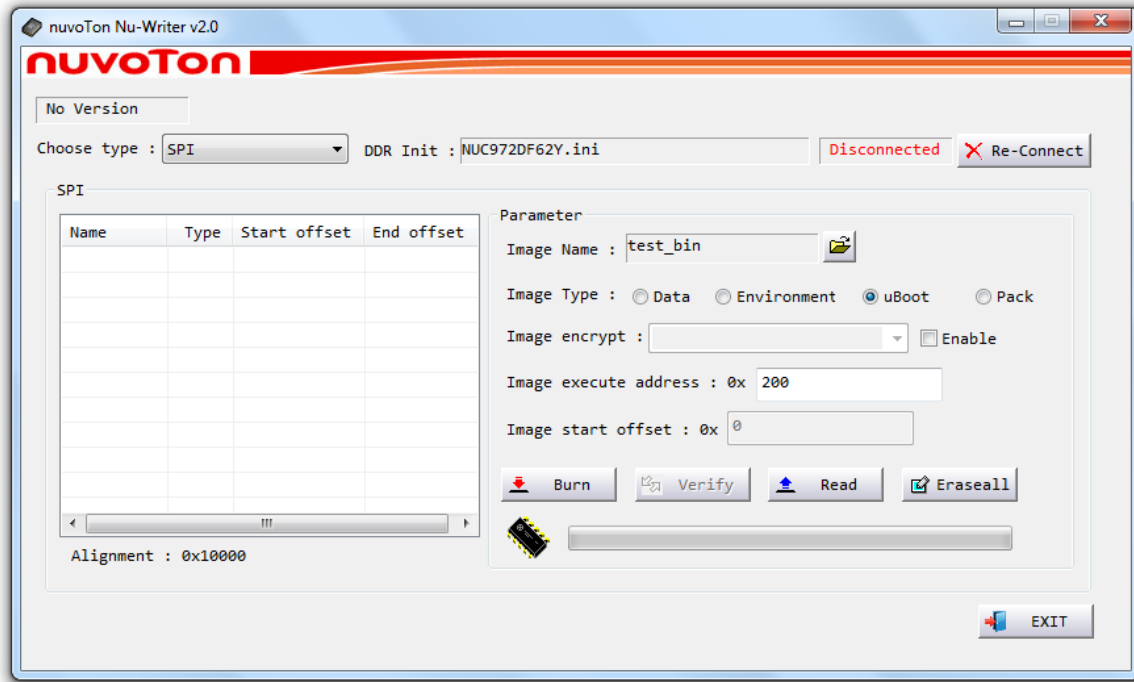 nuvoTon Nu-Writer v2.0
nuvoTon
No Version
Choose type : SPI DDR Init : NUC972DF62Y.ini Disconnected Re-Connect
SPI
Name Type Start offset End offset
Alignment : 0x10000
Parameter
Image Name : test_bin
Image Type : Data Environment uBoot Pack
Image encrypt : Enable
Image execute address : 0x 200
Image start offset : 0x 0
Burn Verify Read Eraseall
EXIT